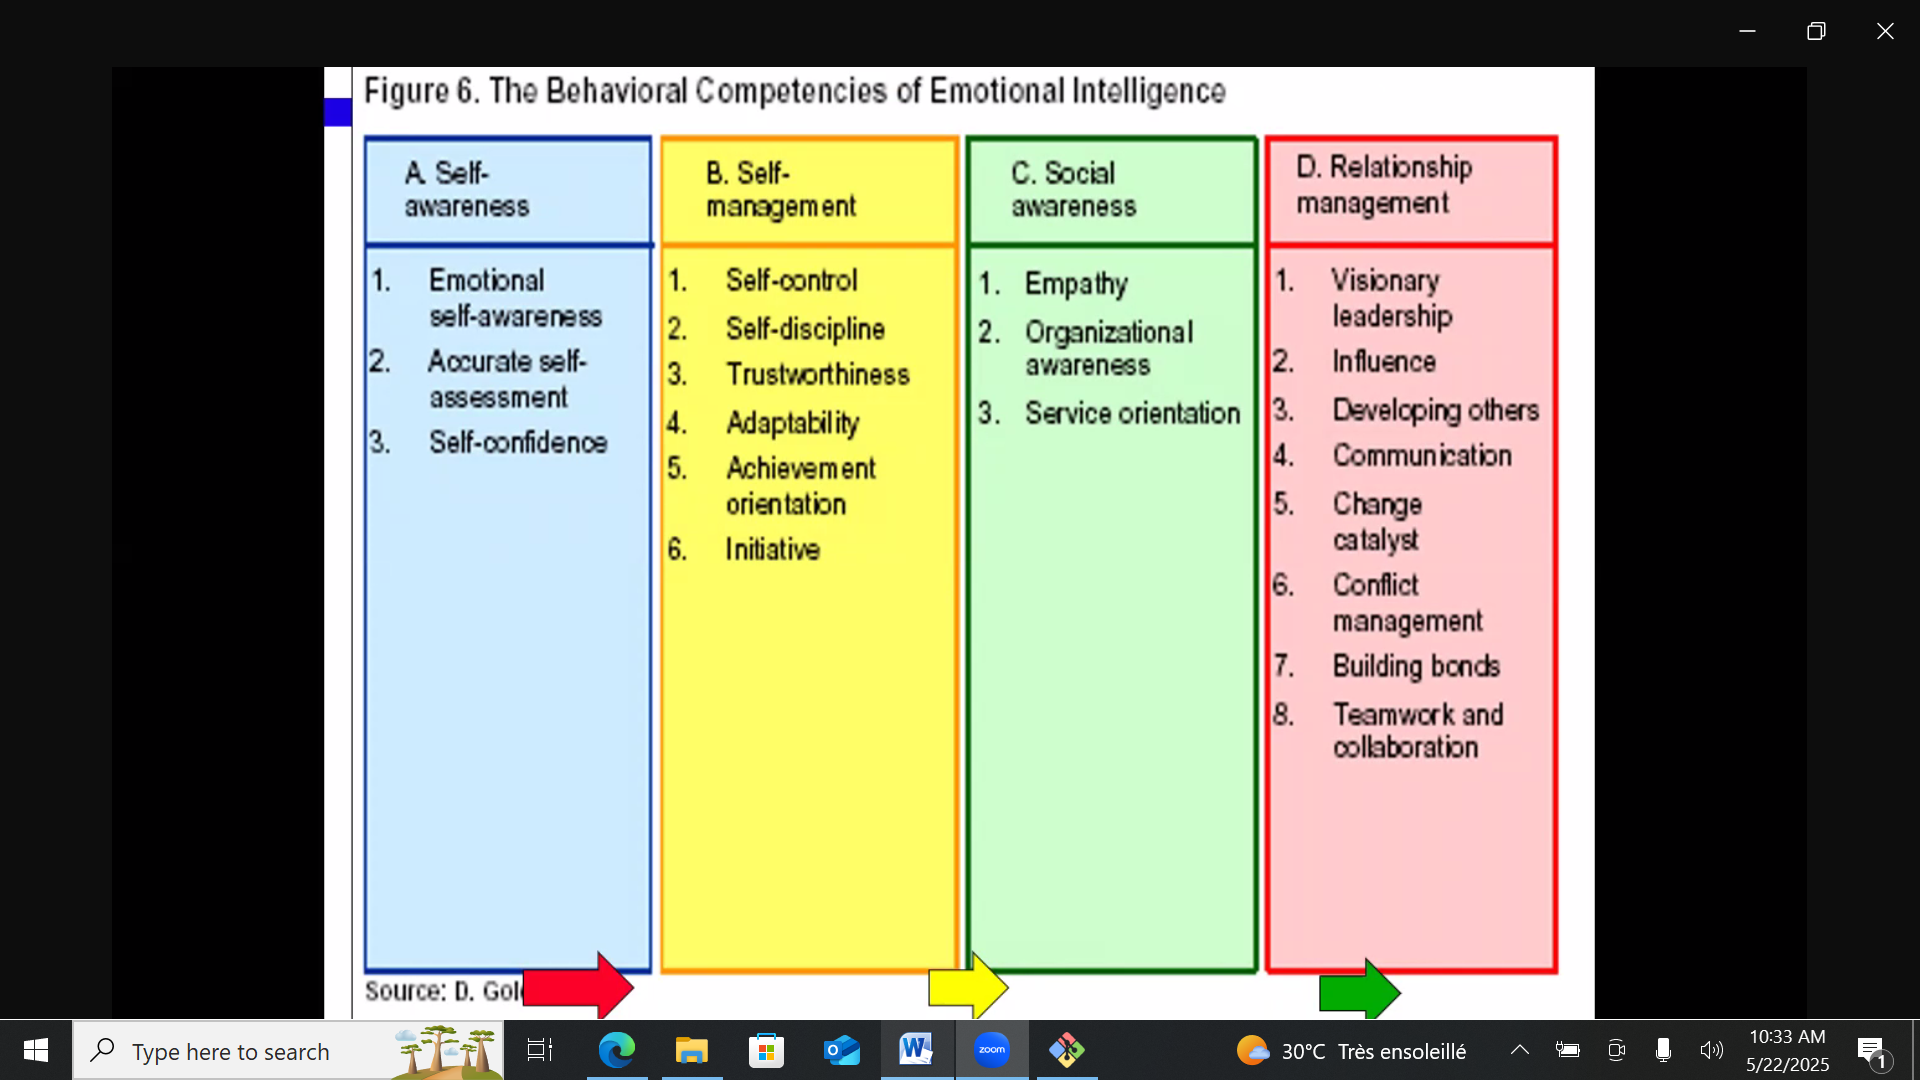 Figure 6. The Behavioral Competencies of Emotional Intelligence
A. Self-
awareness
1. Emotional
self-awareness
2. Accurate self-
assessment
3. Self-confidence
B. Self-
management
1. Self-control
2. Self-discipline
3. Trustworthiness
4. Adaptability
5. Achievement
orientation
6. Initiative
C. Social
awareness
1. Empathy
2. Organizational
awareness
3. Service orientation
D. Relationship
management
1. Visionary
leadership
2. Influence
3. Developing others
4. Communication
5. Change
catalyst
6. Conflict
management
7. Building bonds
8. Teamwork and
collaboration
Source: D.
Type here to search
W
zoom
30°C Très ensoleillé
10:33 AM
5/22/2025
1